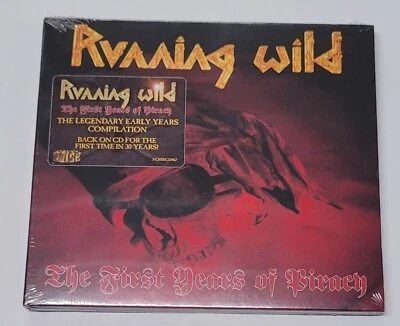 Running Wild
Running Wild
The First Years of Piracy
THE LEGENDARY EARLY YEARS
COMPILATION
BACK ON CD FOR THE
FIRST TIME IN 30 YEARS!
NOISE
The First Years of Piracy